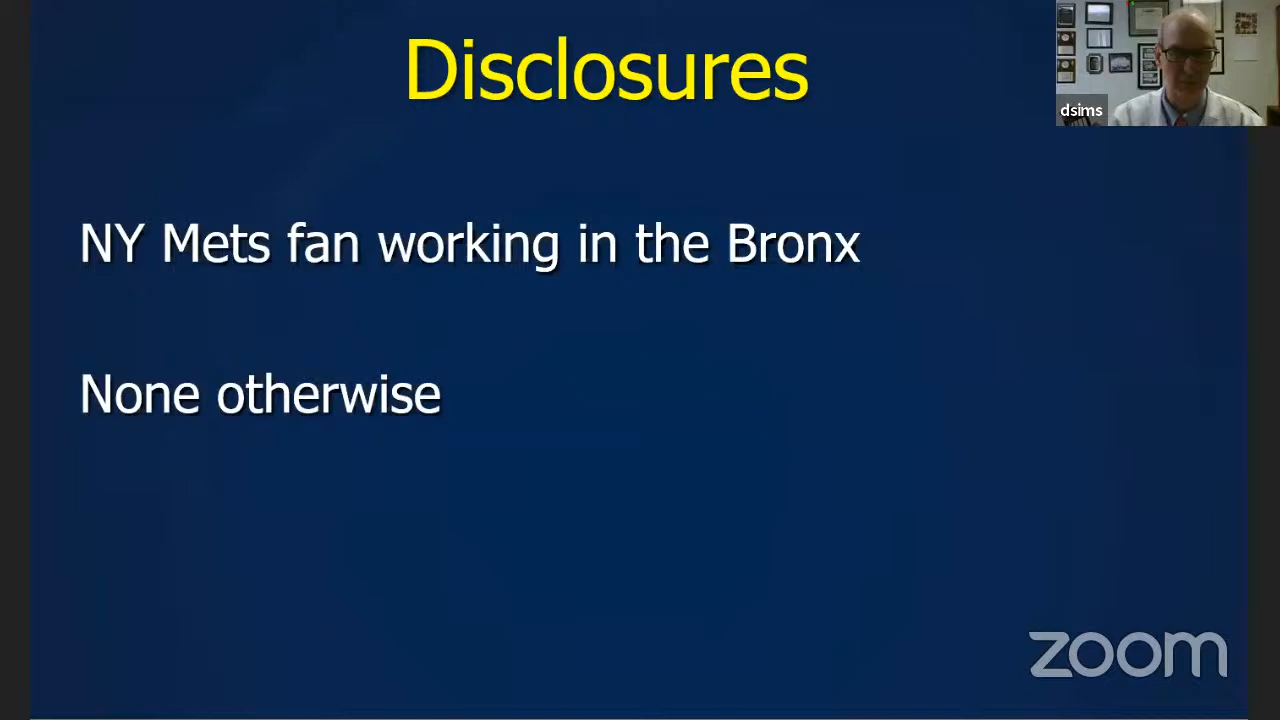 Disclosures
dsims
NY Mets fan working in the Bronx
None otherwise
zoom